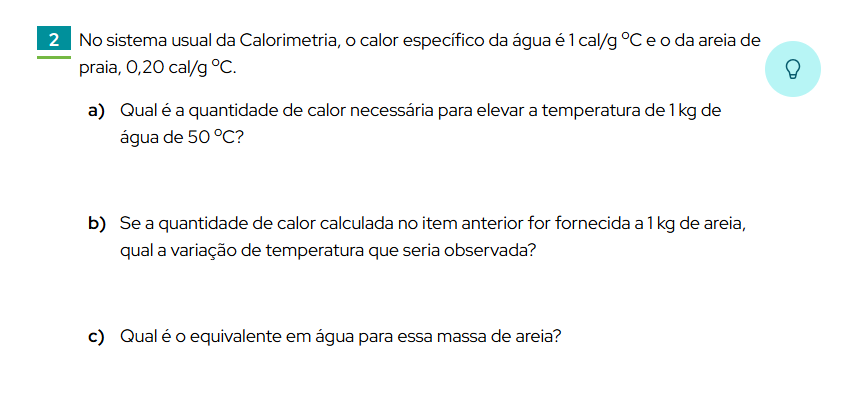 2 No sistema usual da Calorimetria, o calor específico da água é 1 cal/g ºC e o da areia de
praia, 0,20 cal/g ºC.
a) Qual é a quantidade de calor necessária para elevar a temperatura de 1 kg de
água de 50 ºC?
b) Se a quantidade de calor calculada no item anterior for fornecida a 1 kg de areia,
qual a variação de temperatura que seria observada?
c) Qual é o equivalente em água para essa massa de areia?